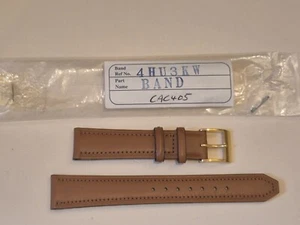 Band
Ref No. 4HU3KW
Part
Name BAND
CAC405